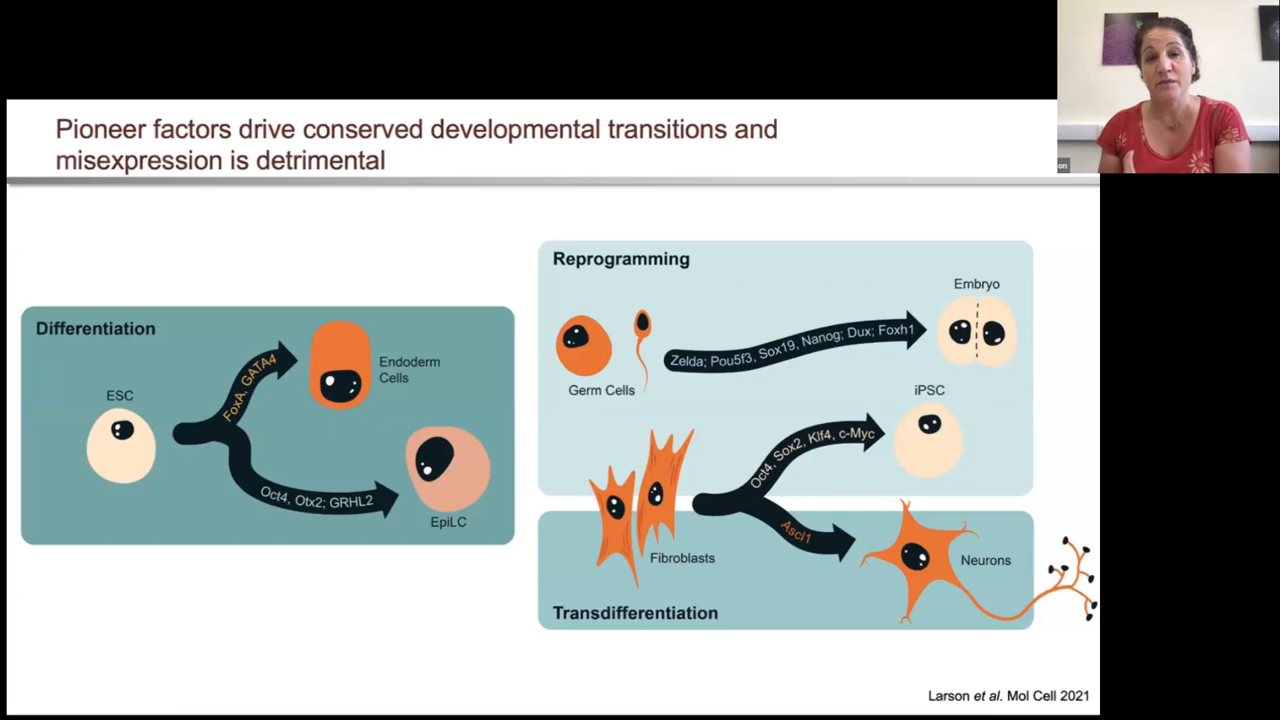 Pioneer factors drive conserved developmental transitions and
misexpression is detrimental
Differentiation
ESC
FoxA, GATA4
Endoderm
Cells
Oct4, Otx2; GRHL2
EpiLC
Reprogramming
Germ Cells
Zelda; Pou5f3, Sox19, Nanog; Dux; Foxh1
Embryo
iPSC
Oct4, Sox2, Klf4, c-Myc
Fibroblasts
Ascl1
Neurons
Transdifferentiation
Larson et al. Mol Cell 2021